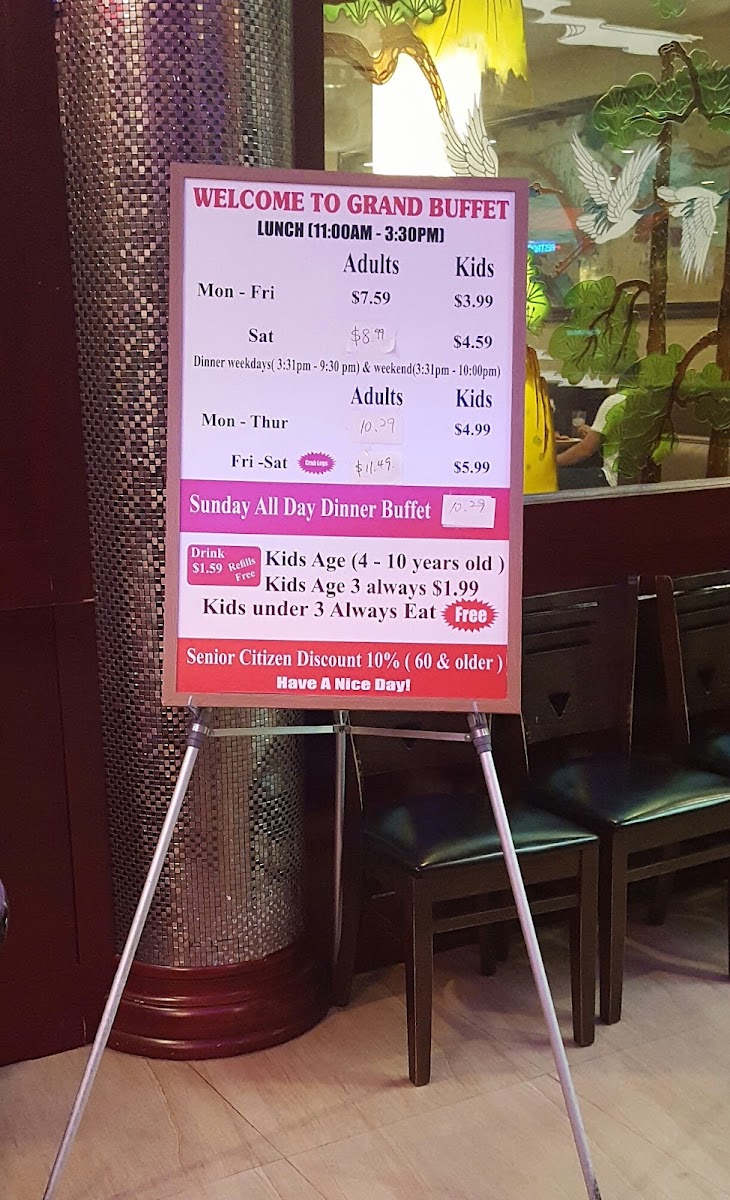 WELCOME TO GRAND BUFFET
LUNCH (11:00AM - 3:30PM)
Adults Kids
Mon - Fri $7.59 $3.99
Sat $8.99 $4.59
Dinner weekdays( 3:31pm - 9:30 pm) & weekend(3:31pm - 10:00pm)
Adults Kids
Mon - Thur 10.29 $4.99
Fri -Sat Crab Legs $11.49 $5.99
Sunday All Day Dinner Buffet 10.29
Drink
$1.59 Refills
Free
Kids Age (4 - 10 years old )
Kids Age 3 always $1.99
Kids under 3 Always Eat Free
Senior Citizen Discount 10% ( 60 & older )
Have A Nice Day!